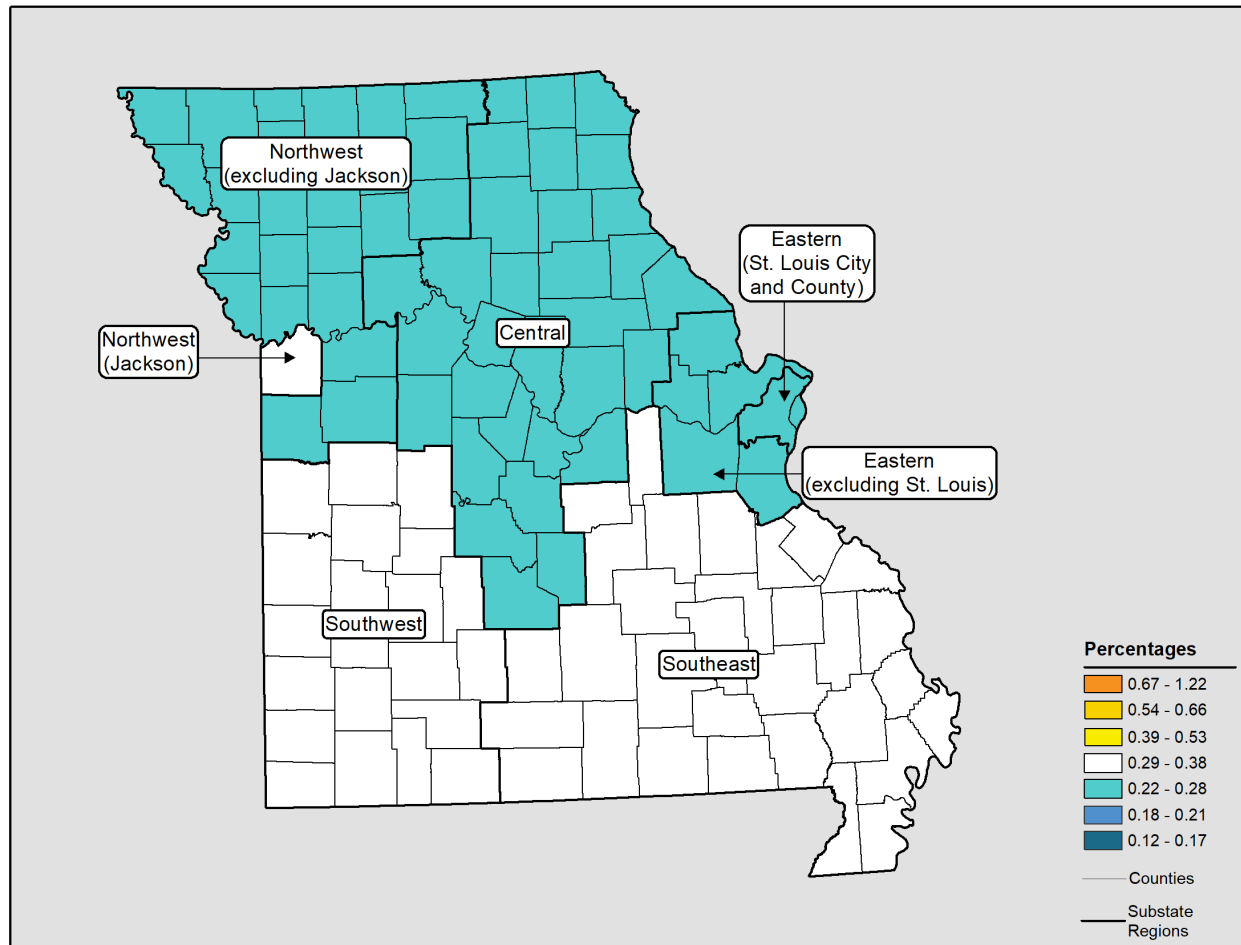 Northwest
(excluding Jackson)
Eastern
(St. Louis City
and County)
Northwest
(Jackson)
Central
Eastern
(excluding St. Louis)
Southwest
Southeast
Percentages
0.67 - 1.22
0.54 - 0.66
0.39 - 0.53
0.29 - 0.38
0.22 - 0.28
0.18 - 0.21
0.12 - 0.17
Counties
Substate
Regions